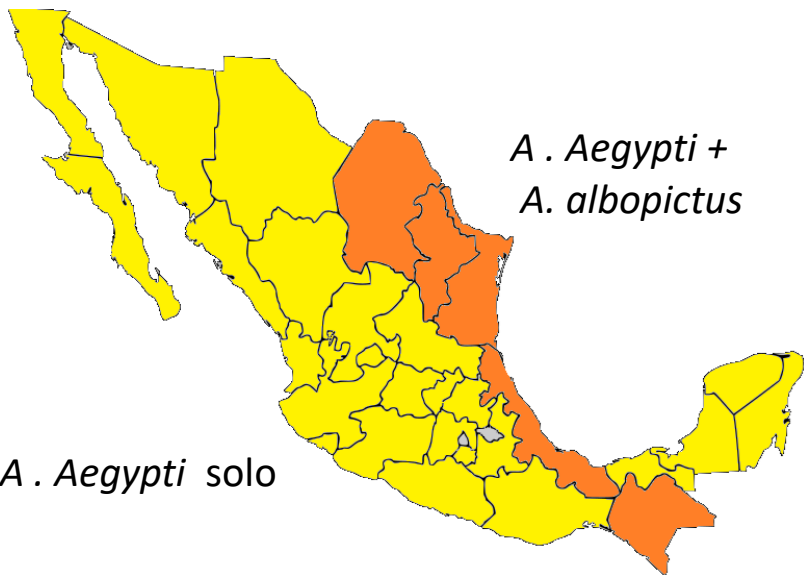 A . Aegypti +
A. albopictus
A . Aegypti solo